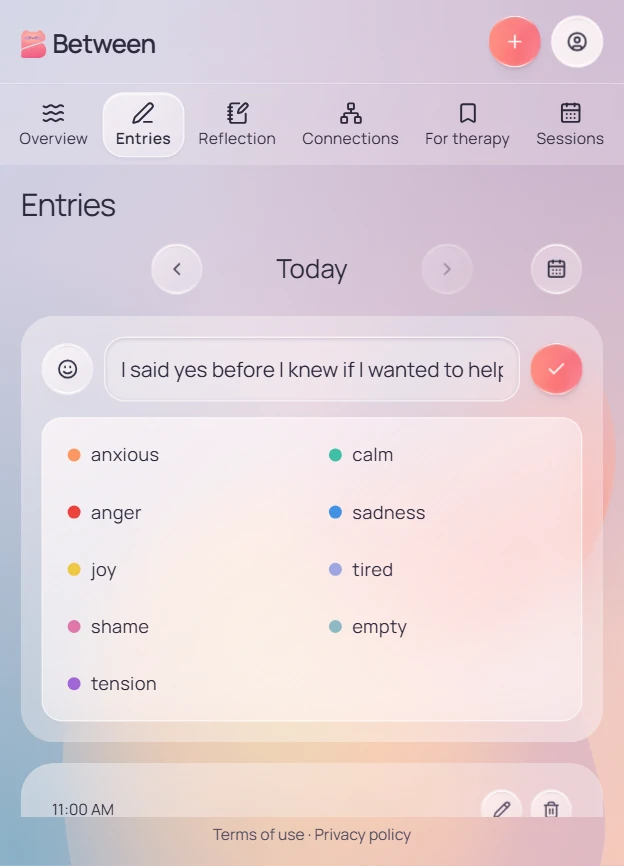 Between
Overview
Entries
Reflection
Connections
For therapy
Sessions
Entries
Today
I said yes before I knew if I wanted to help
anxious
calm
anger
sadness
joy
tired
shame
empty
tension
11:00 AM
Terms of use · Privacy policy